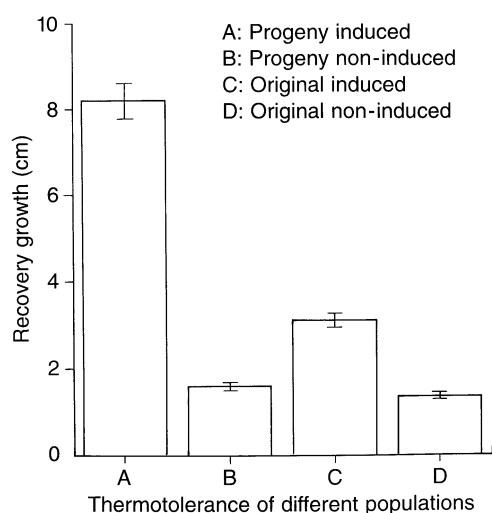 10
8
6
4
2
0
Recovery growth (cm)
A: Progeny induced
B: Progeny non-induced
C: Original induced
D: Original non-induced
A B C D
Thermotolerance of different populations